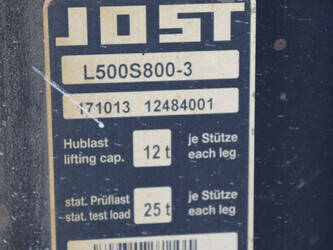 JOST
L500S800-3
171013 12484001
Hublast 12 t je Stütze
lifting cap. each leg
stat. Prüflast 25 t je Stütze
stat. test load each leg